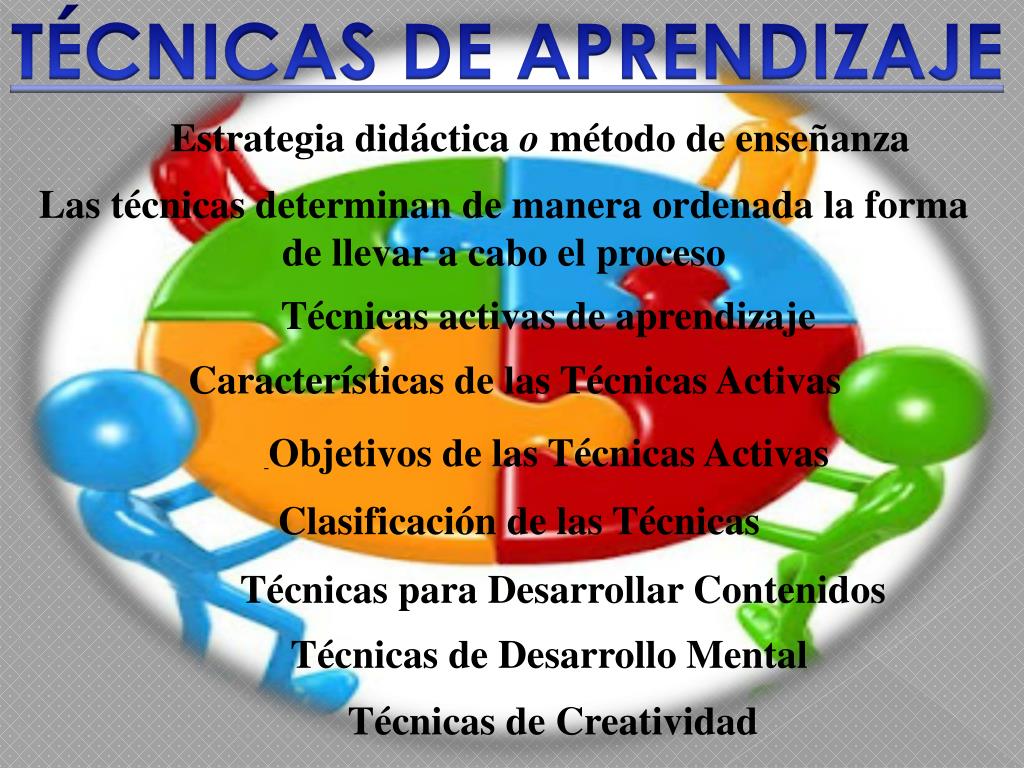 TÉCNICAS DE APRENDIZAJE
Estrategia didáctica o método de enseñanza
Las técnicas determinan de manera ordenada la forma
de llevar a cabo el proceso
Técnicas activas de aprendizaje
Características de las Técnicas Activas
Objetivos de las Técnicas Activas
Clasificación de las Técnicas
Técnicas para Desarrollar Contenidos
Técnicas de Desarrollo Mental
Técnicas de Creatividad